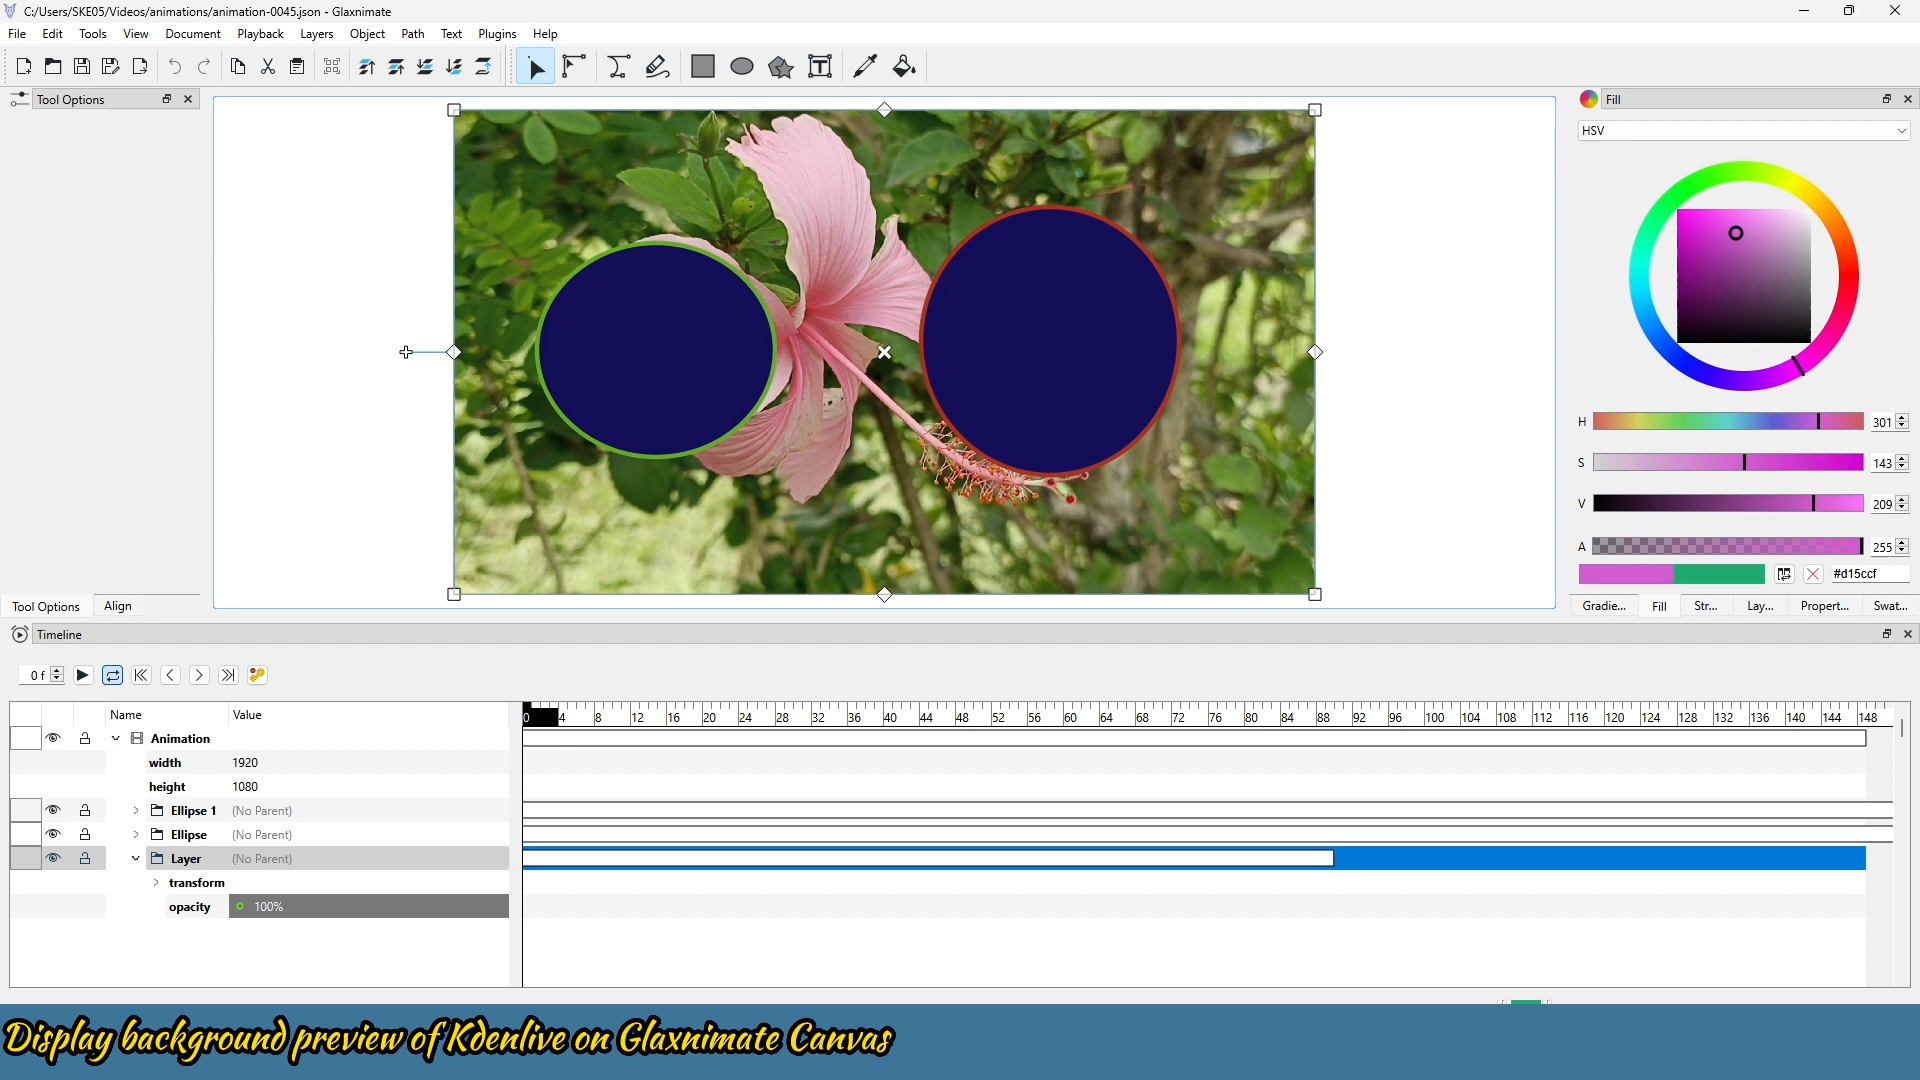 C:/Users/SKE05/Videos/animations/animation-0045.json - Glaxnimate
File Edit Tools View Document Playback Layers Object Path Text Plugins Help
Tool Options
Fill
HSV
H 301
S 143
V 209
A 255
#d15ccf
Tool Options Align
Gradie... Fill Str... Lay... Propert... Swat...
Timeline
0 f
Name Value
0 4 8 12 16 20 24 28 32 36 40 44 48 52 56 60 64 68 72 76 80 84 88 92 96 100 104 108 112 116 120 124 128 132 136 140 144 148
Animation
width 1920
height 1080
Ellipse 1 (No Parent)
Ellipse (No Parent)
Layer (No Parent)
transform
opacity 100%
Display background preview of Kdenlive on Glaxnimate Canvas